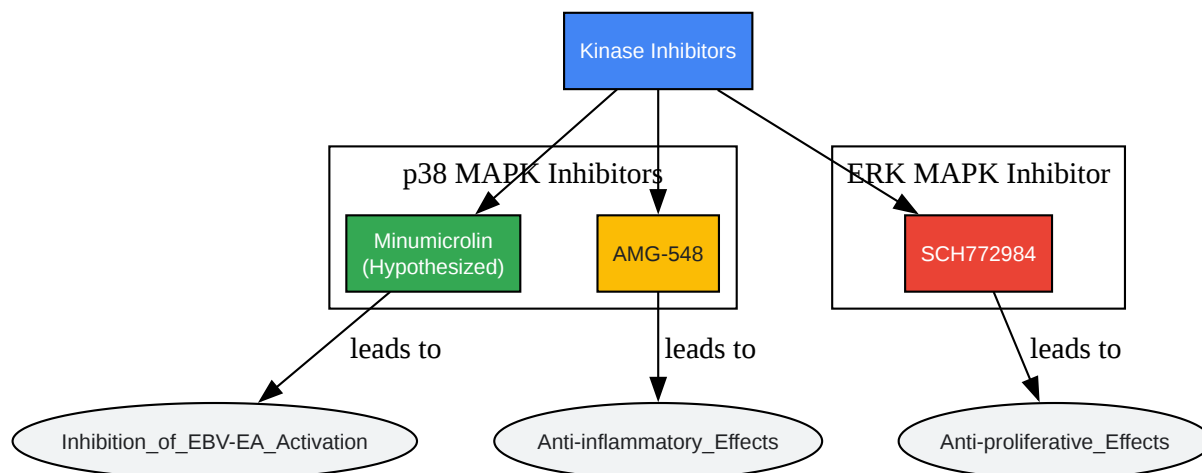 Kinase Inhibitors
p38 MAPK Inhibitors
ERK MAPK Inhibitor
Minumicrolin
(Hypothesized)
AMG-548
SCH772984
leads to
leads to
leads to
Inhibition_of_EBV-EA_Activation
Anti-inflammatory_Effects
Anti-proliferative_Effects